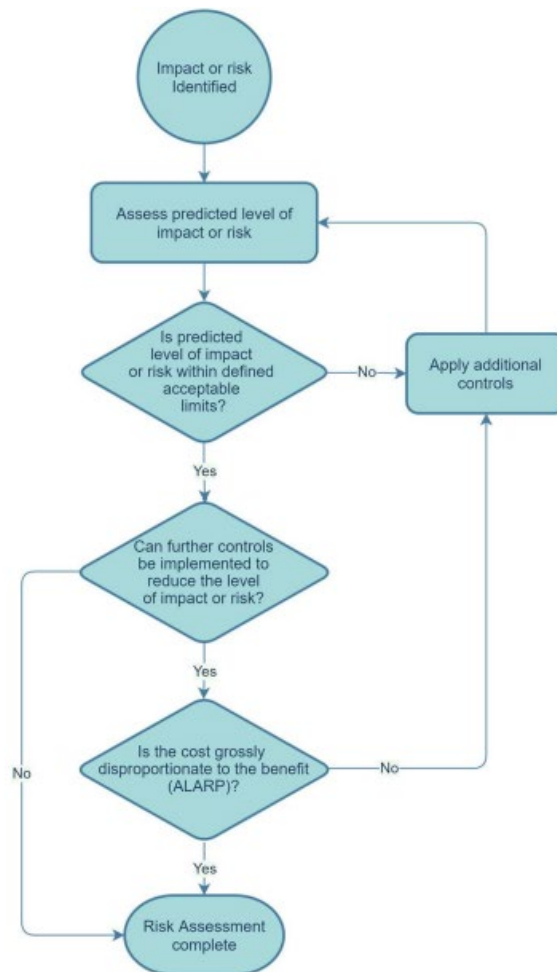 Impact or risk
Identified
Assess predicted level of
impact or risk
Is predicted
level of impact
or risk within defined
acceptable
limits?
No
Apply additional
controls
Yes
Can further controls
be implemented to
reduce the level
of impact or risk?
Yes
Is the cost grossly
disproportionate to the benefit
(ALARP)?
No
No
Yes
Risk Assessment
complete